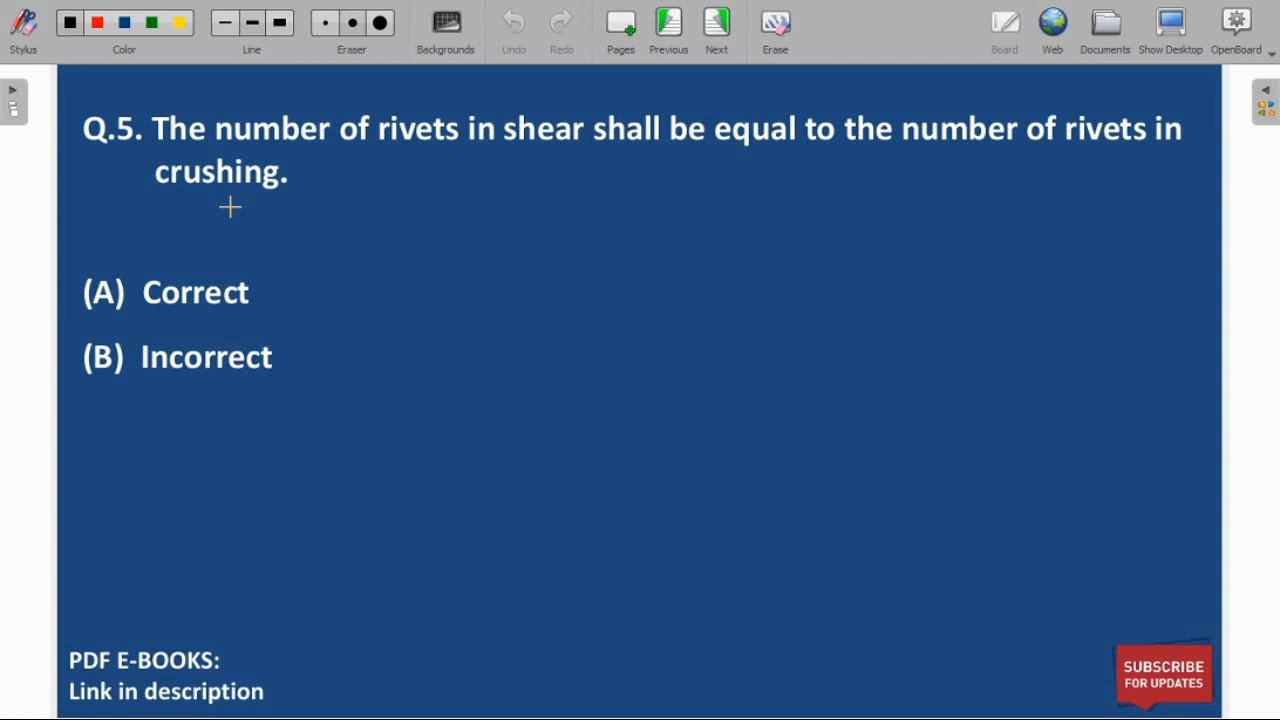 Stylus
Color
Line
Eraser
Backgrounds
Undo
Redo
Pages
Previous
Next
Erase
Board
Web
Documents
Show Desktop
OpenBoard
Q.5. The number of rivets in shear shall be equal to the number of rivets in
crushing.
(A) Correct
(B) Incorrect
PDF E-BOOKS:
Link in description
SUBSCRIBE
FOR UPDATES